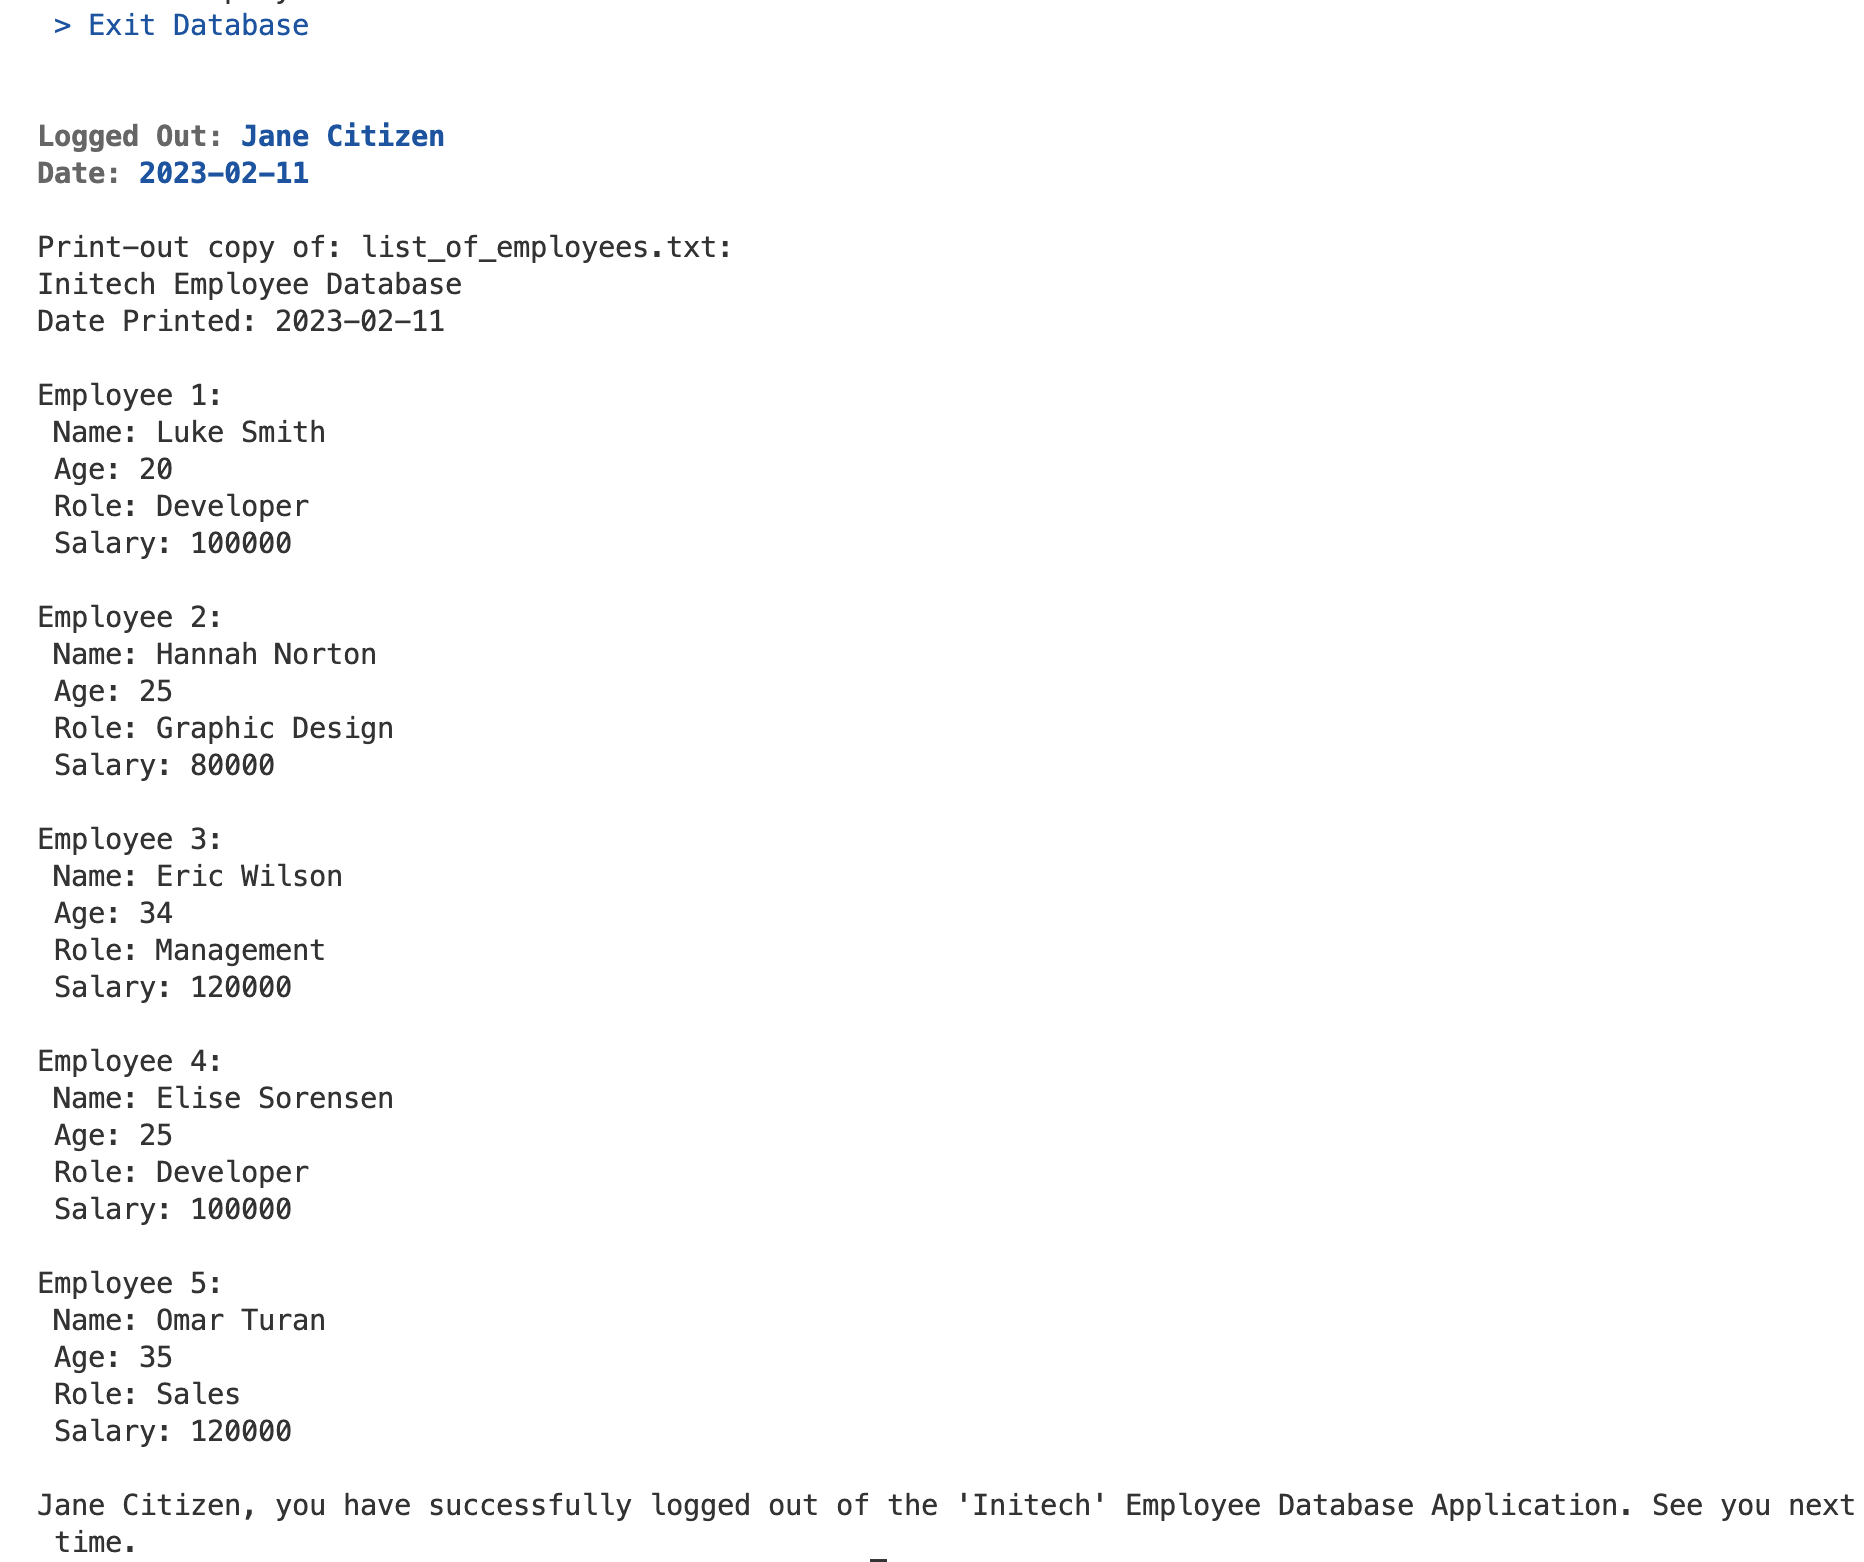 > Exit Database
Logged Out: Jane Citizen
Date: 2023-02-11
Print-out copy of: list_of_employees.txt:
Initech Employee Database
Date Printed: 2023-02-11
Employee 1:
Name: Luke Smith
Age: 20
Role: Developer
Salary: 100000
Employee 2:
Name: Hannah Norton
Age: 25
Role: Graphic Design
Salary: 80000
Employee 3:
Name: Eric Wilson
Age: 34
Role: Management
Salary: 120000
Employee 4:
Name: Elise Sorensen
Age: 25
Role: Developer
Salary: 100000
Employee 5:
Name: Omar Turan
Age: 35
Role: Sales
Salary: 120000
Jane Citizen, you have successfully logged out of the 'Initech' Employee Database Application. See you next
time.